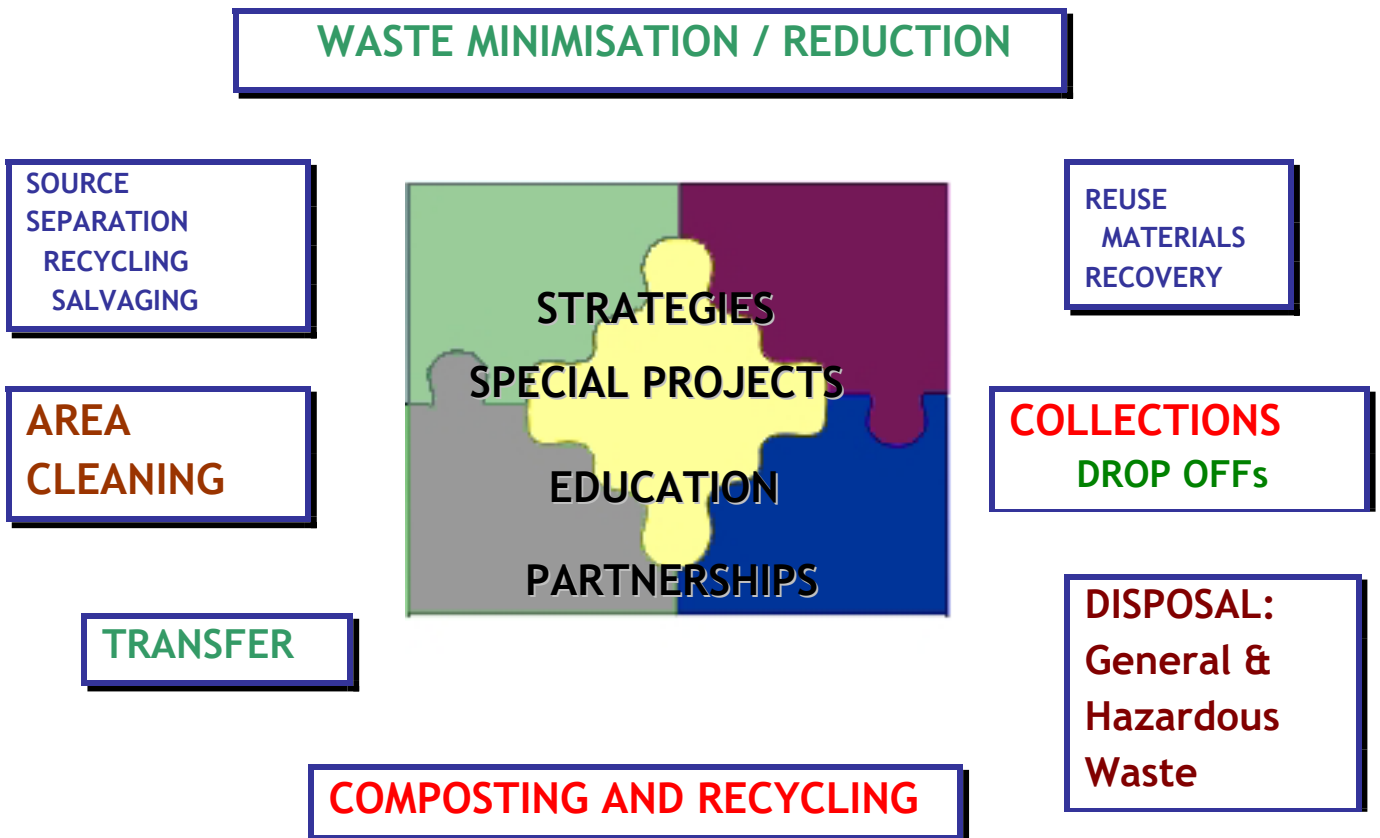 WASTE MINIMISATION / REDUCTION
SOURCE
SEPARATION
RECYCLING
SALVAGING
REUSE
MATERIALS
RECOVERY
STRATEGIES
SPECIAL PROJECTS
EDUCATION
PARTNERSHIPS
AREA
CLEANING
COLLECTIONS
DROP OFFs
TRANSFER
DISPOSAL:
General &
Hazardous
Waste
COMPOSTING AND RECYCLING